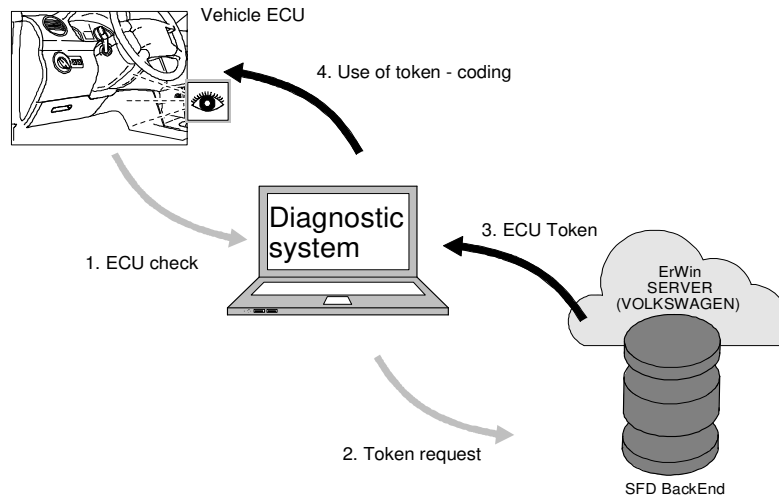 Vehicle ECU
4. Use of token - coding
Diagnostic
system
3. ECU Token
1. ECU check
ErWin
SERVER
(VOLKSWAGEN)
2. Token request
SFD BackEnd